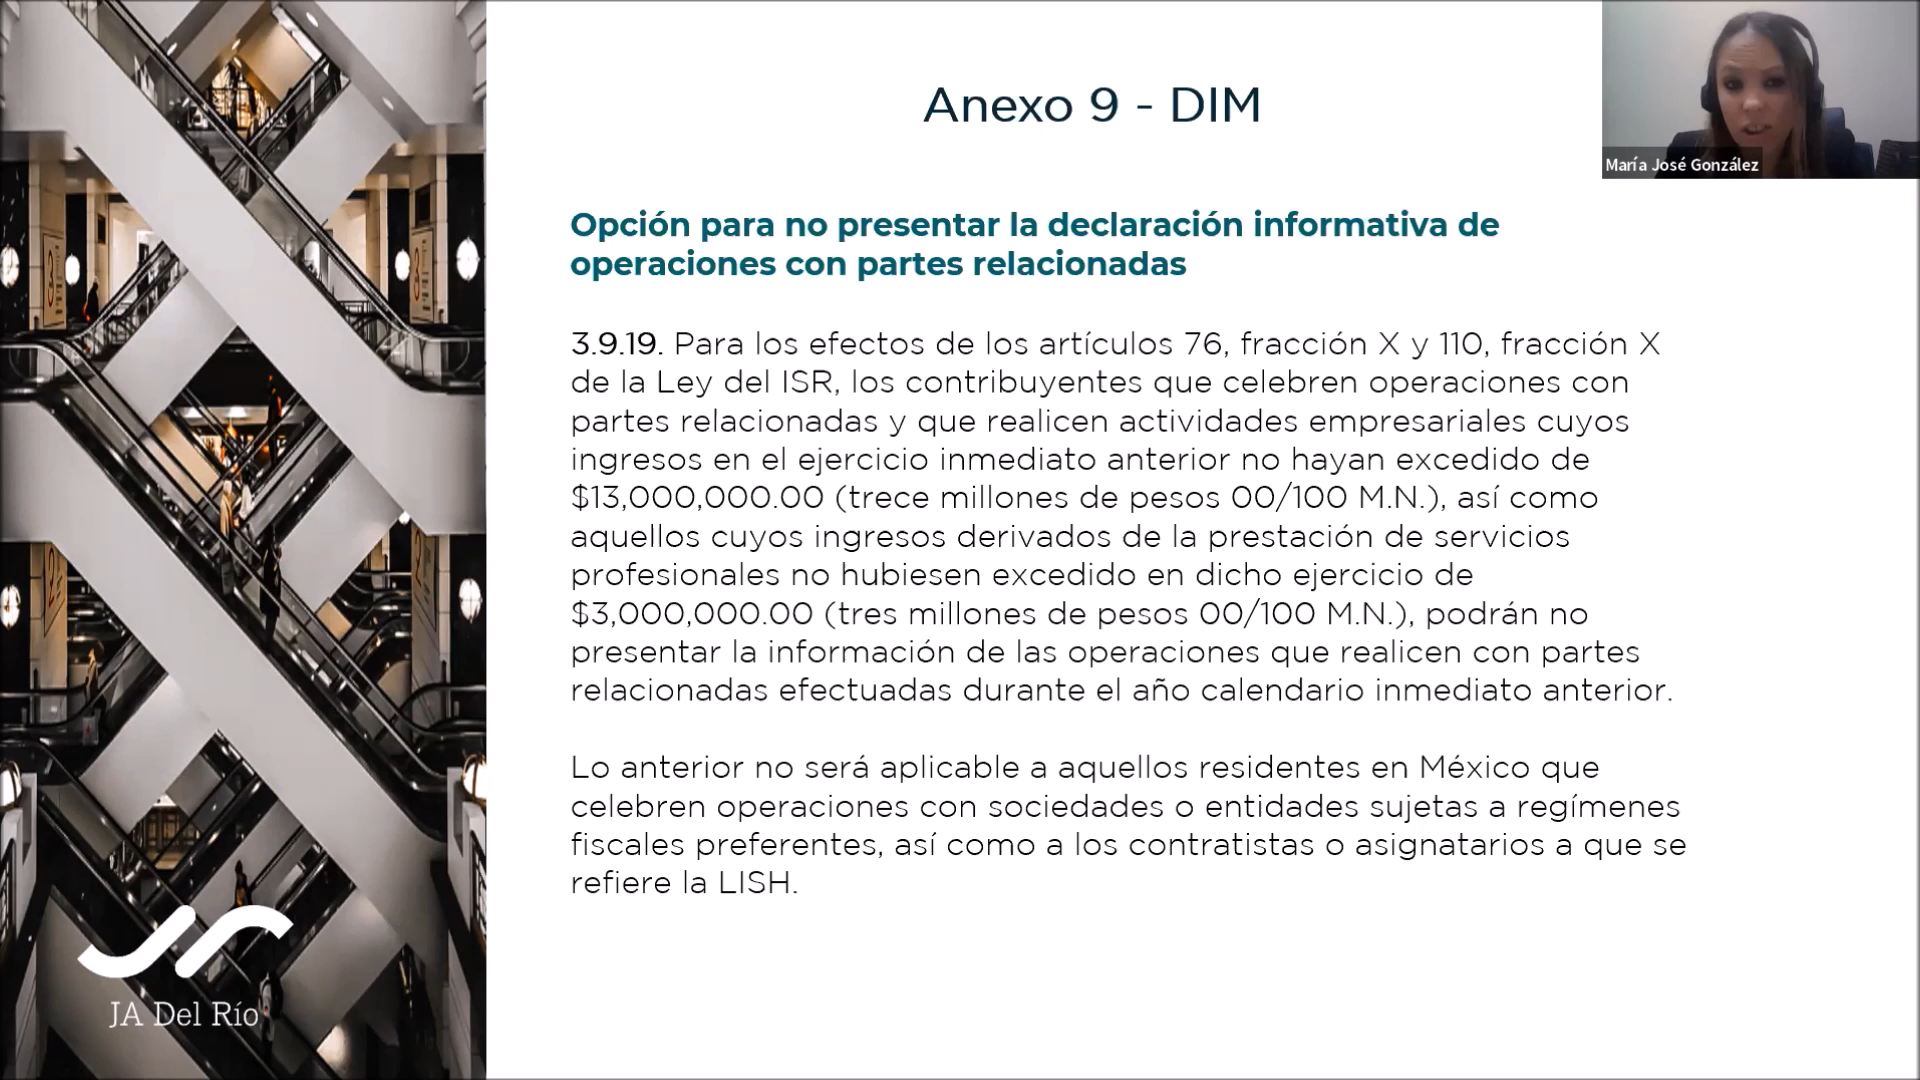 Anexo 9 - DIM
María José González
Opción para no presentar la declaración informativa de
operaciones con partes relacionadas
3.9.19. Para los efectos de los artículos 76, fracción X y 110, fracción X
de la Ley del ISR, los contribuyentes que celebren operaciones con
partes relacionadas y que realicen actividades empresariales cuyos
ingresos en el ejercicio inmediato anterior no hayan excedido de
$13,000,000.00 (trece millones de pesos 00/100 M.N.), así como
aquellos cuyos ingresos derivados de la prestación de servicios
profesionales no hubiesen excedido en dicho ejercicio de
$3,000,000.00 (tres millones de pesos 00/100 M.N.), podrán no
presentar la información de las operaciones que realicen con partes
relacionadas efectuadas durante el año calendario inmediato anterior.
Lo anterior no será aplicable a aquellos residentes en México que
celebren operaciones con sociedades o entidades sujetas a regímenes
fiscales preferentes, así como a los contratistas o asignatarios a que se
refiere la LISH.
JA Del Río